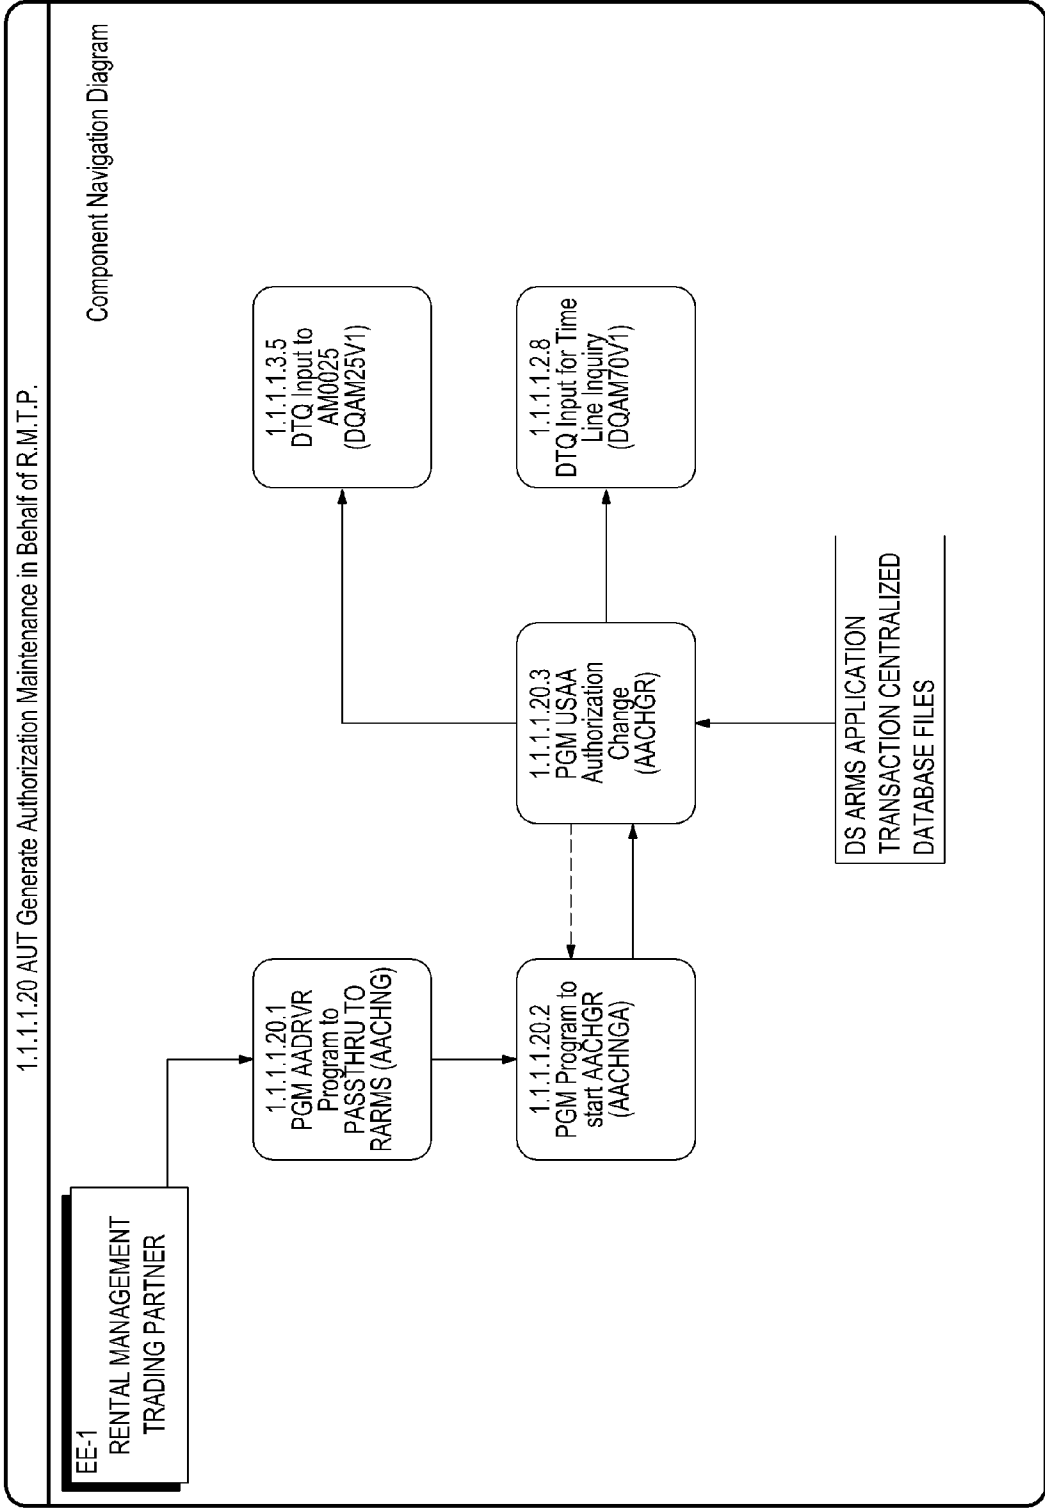 1.1.1.1.20 AUT Generate Authorization Maintenance in Behalf of R.M.T.P.
Component Navigation Diagram
EE-1
RENTAL MANAGEMENT
TRADING PARTNER
1.1.1.1.20.1
PGM AADRVR
Program to
PASSTHRU TO
RARMS (AACHNG)
1.1.1.1.3.5
DTQ Input to
AM0025
(DQAM25V1)
1.1.1.1.20.2
PGM Program to
start AACHGR
(AACHNGA)
1.1.1.1.20.3
PGM USAA
Authorization
Change
(AACHGR)
1.1.1.1.2.8
DTQ Input for Time
Line Inquiry
(DQAM70V1)
DS ARMS APPLICATION
TRANSACTION CENTRALIZED
DATABASE FILES